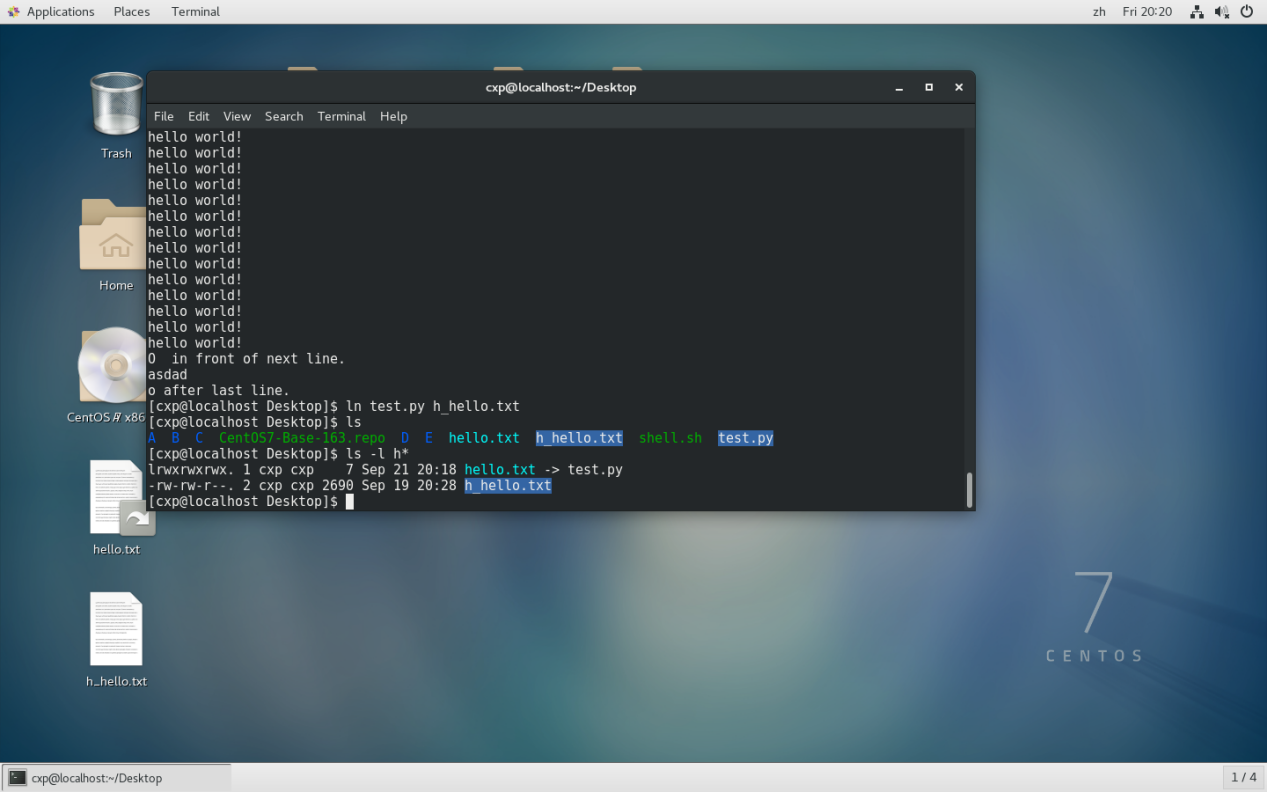 Applications Places Terminal zh Fri 20:20
cxp@localhost:~/Desktop
File Edit View Search Terminal Help
hello world!
hello world!
hello world!
hello world!
hello world!
hello world!
hello world!
hello world!
hello world!
hello world!
hello world!
hello world!
hello world!
hello world!
O  in front of next line.
asdad
o after last line.
[cxp@localhost Desktop]$ ln test.py h_hello.txt
[cxp@localhost Desktop]$ ls
A  B  C  CentOS7-Base-163.repo  D  E  hello.txt  h_hello.txt  shell.sh  test.py
[cxp@localhost Desktop]$ ls -l h*
lrwxrwxrwx. 1 cxp cxp    7 Sep 21 20:18 hello.txt -> test.py
-rw-rw-r--. 2 cxp cxp 2690 Sep 19 20:28 h_hello.txt
[cxp@localhost Desktop]$
Trash
Home
CentOS 7 x86
hello.txt
h_hello.txt
7
CENTOS
cxp@localhost:~/Desktop
1 / 4